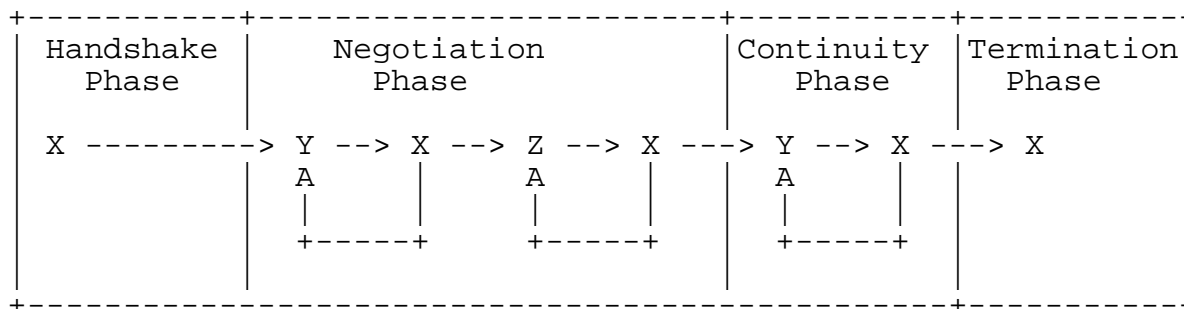 +-----------+------------------------+-----------+------------
| Handshake | Negotiation | Continuity | Termination
| Phase | Phase | Phase | Phase
| X ---------> Y --> X --> Z --> X ---> Y --> X ---> X
| | A | A | | A | |
| | | | | | | | | |
| | +-----+ +-----+ | +-----+ |
+------------------------------------------------+------------